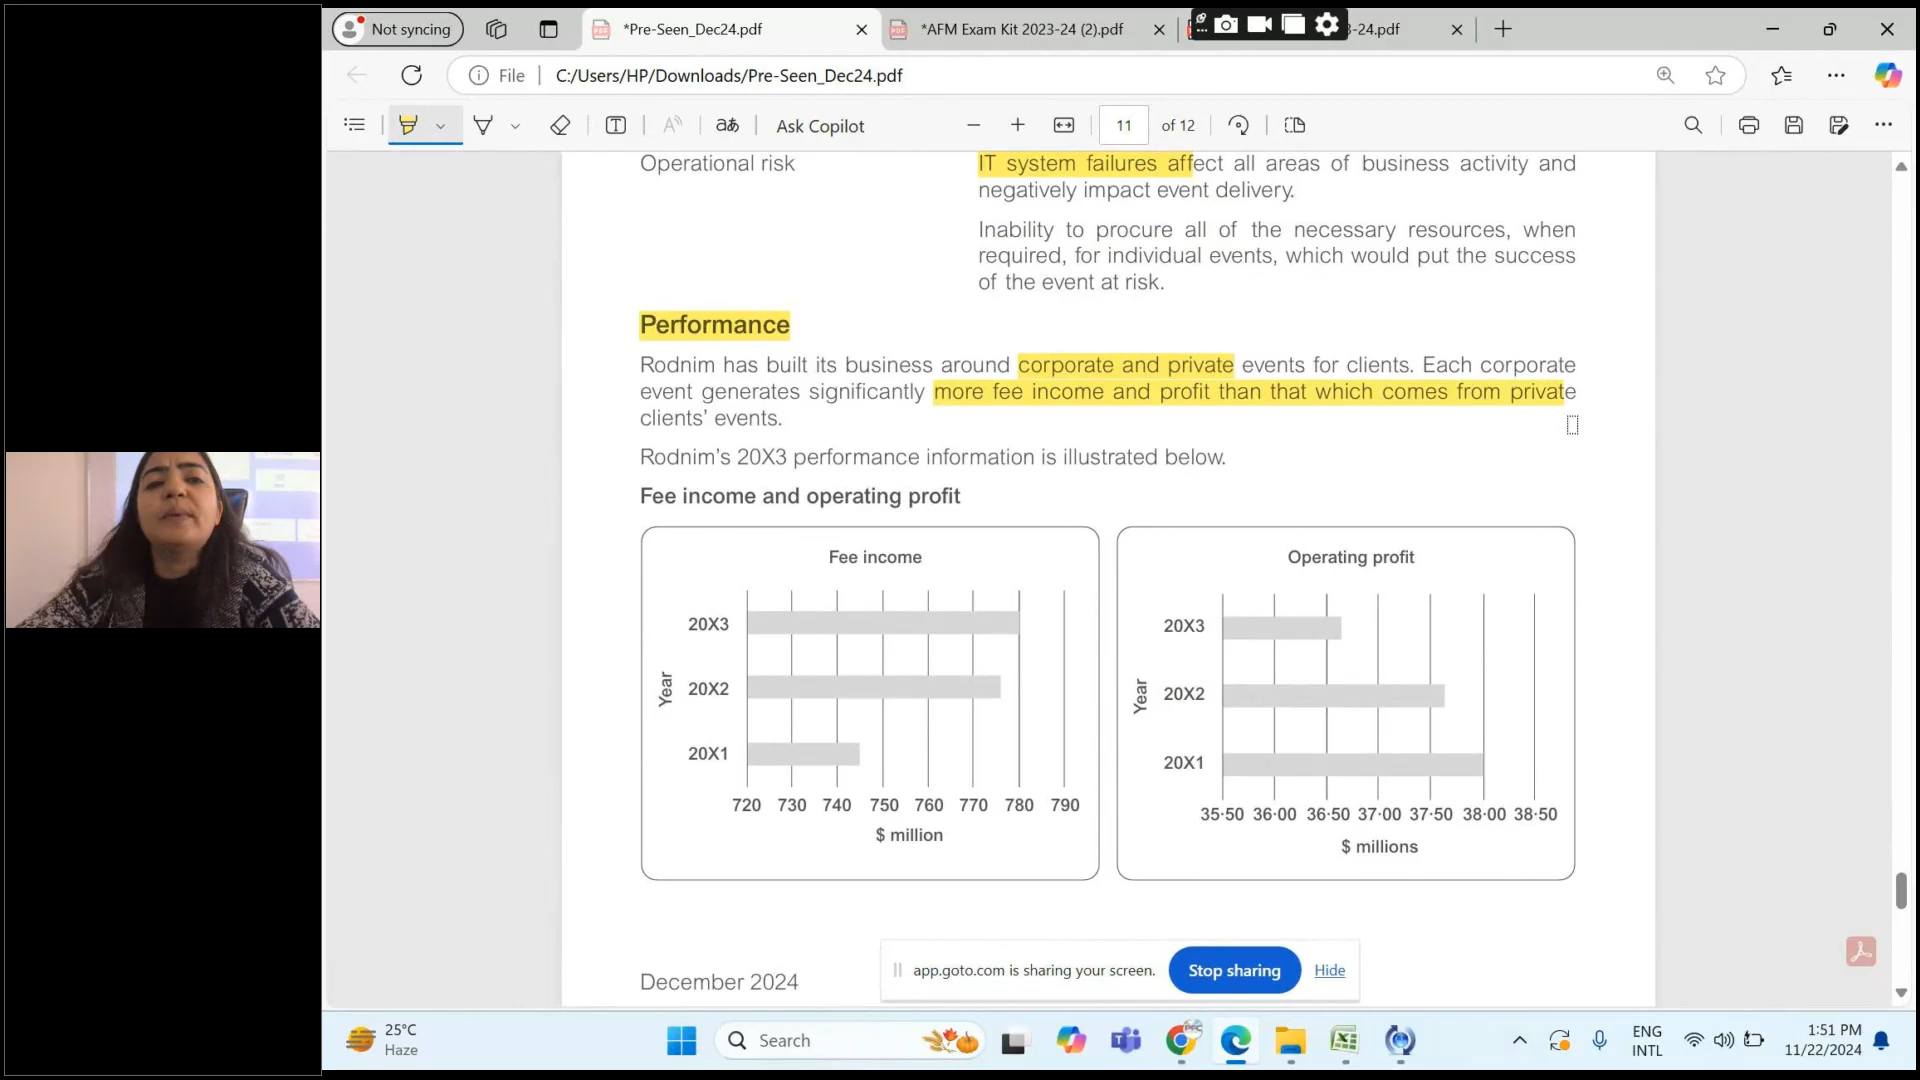 Not syncing
*Pre-Seen_Dec24.pdf
*AFM Exam Kit 2023-24 (2).pdf
3-24.pdf
File
C:/Users/HP/Downloads/Pre-Seen_Dec24.pdf
Ask Copilot
11
of 12
Operational risk
IT system failures affect all areas of business activity and
negatively impact event delivery.
Inability to procure all of the necessary resources, when
required, for individual events, which would put the success
of the event at risk.
Performance
Rodnim has built its business around corporate and private events for clients. Each corporate
event generates significantly more fee income and profit than that which comes from private
clients’ events.
Rodnim’s 20X3 performance information is illustrated below.
Fee income and operating profit
Fee income
20X3
20X2
20X1
Year
720 730 740 750 760 770 780 790
$ million
Operating profit
20X3
20X2
20X1
Year
35·50 36·00 36·50 37·00 37·50 38·00 38·50
$ millions
December 2024
app.goto.com is sharing your screen.
Stop sharing
Hide
25°C
Haze
Search
ENG
INTL
1:51 PM
11/22/2024